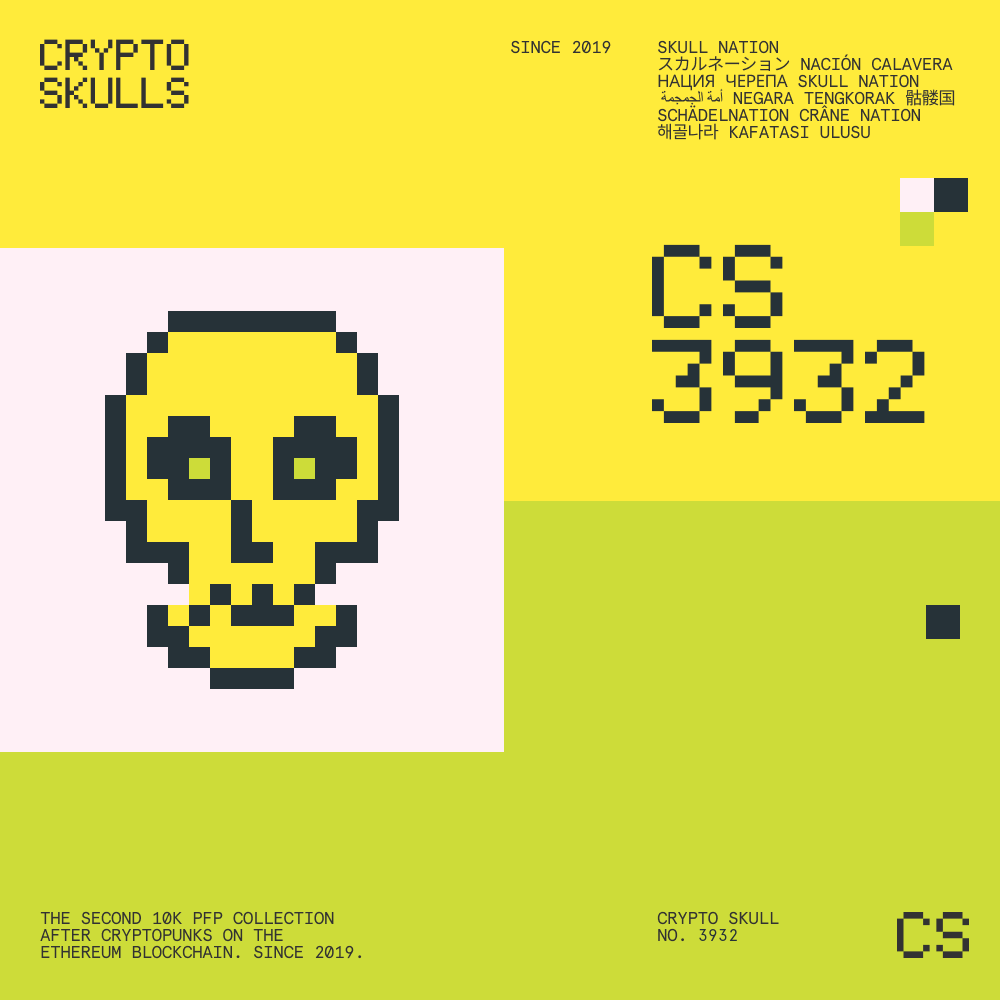 CRYPTO
SKULLS
SINCE 2019
SKULL NATION
スカルネーション NACIÓN CALAVERA
НАЦИЯ ЧЕРЕПА SKULL NATION
أمة الجمجمة NEGARA TENGKORAK 骷髅国
SCHÄDELNATION CRÂNE NATION
해골나라 KAFATASI ULUSU
CS
3932
THE SECOND 10K PFP COLLECTION
AFTER CRYPTOPUNKS ON THE
ETHEREUM BLOCKCHAIN. SINCE 2019.
CRYPTO SKULL
NO. 3932
CS